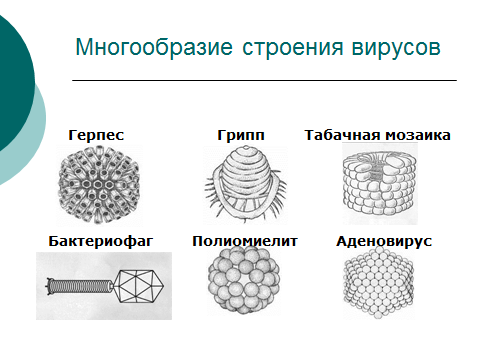 Многообразие строения вирусов
Герпес
Грипп
Табачная мозаика
Бактериофаг
Полиомиелит
Аденовирус